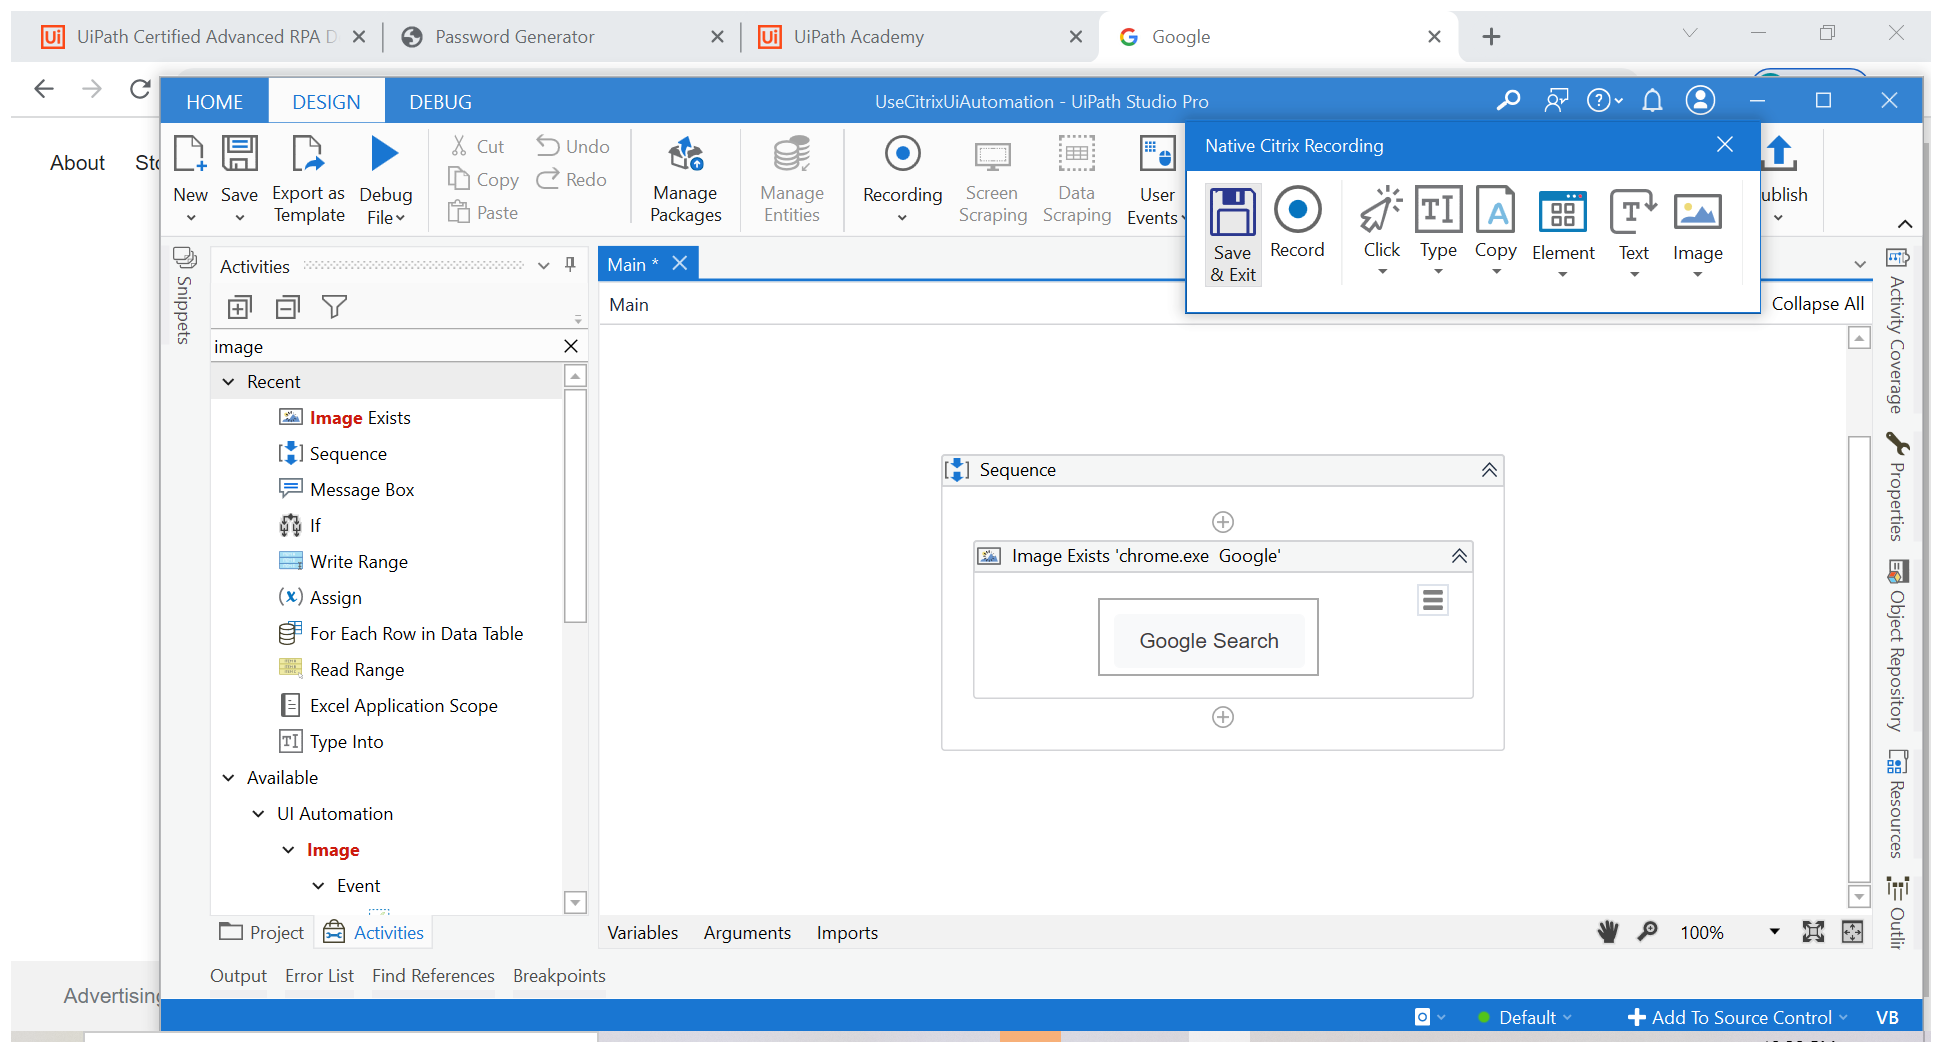 UiPath Certified Advanced RPA D
Password Generator
UiPath Academy
Google
HOME
DESIGN
DEBUG
UseCitrixUiAutomation - UiPath Studio Pro
About
New
Save
Export as
Template
Debug
File
Cut
Copy
Paste
Undo
Redo
Manage
Packages
Manage
Entities
Recording
Screen
Scraping
Data
Scraping
User
Events
Native Citrix Recording
Save
& Exit
Record
Click
Type
Copy
Element
Text
Image
ublish
Snippets
Activities
image
Recent
Image Exists
Sequence
Message Box
If
Write Range
Assign
For Each Row in Data Table
Read Range
Excel Application Scope
Type Into
Available
UI Automation
Image
Event
Project
Activities
Main *
Main
Collapse All
Sequence
Image Exists 'chrome.exe Google'
Google Search
Variables
Arguments
Imports
100%
Activity Coverage
Properties
Object Repository
Resources
Outlir
Output
Error List
Find References
Breakpoints
Advertising
Default
Add To Source Control
VB